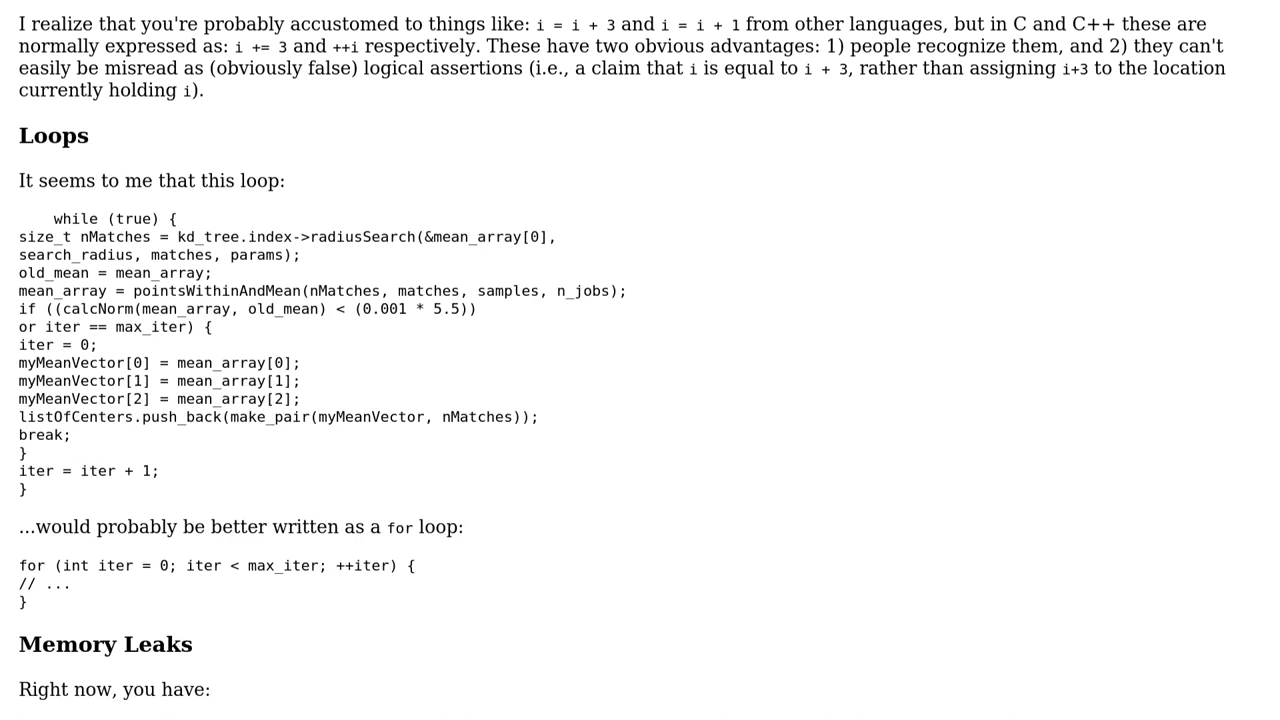 I realize that you're probably accustomed to things like: i = i + 3 and i = i + 1 from other languages, but in C and C++ these are
normally expressed as: i += 3 and ++i respectively. These have two obvious advantages: 1) people recognize them, and 2) they can't
easily be misread as (obviously false) logical assertions (i.e., a claim that i is equal to i + 3, rather than assigning i+3 to the location
currently holding i).
Loops
It seems to me that this loop:
    while (true) {
size_t nMatches = kd_tree.index->radiusSearch(&mean_array[0],
search_radius, matches, params);
old_mean = mean_array;
mean_array = pointsWithinAndMean(nMatches, matches, samples, n_jobs);
if ((calcNorm(mean_array, old_mean) < (0.001 * 5.5))
or iter == max_iter) {
iter = 0;
myMeanVector[0] = mean_array[0];
myMeanVector[1] = mean_array[1];
myMeanVector[2] = mean_array[2];
listOfCenters.push_back(make_pair(myMeanVector, nMatches));
break;
}
iter = iter + 1;
}
...would probably be better written as a for loop:
for (int iter = 0; iter < max_iter; ++iter) {
// ...
}
Memory Leaks
Right now, you have: